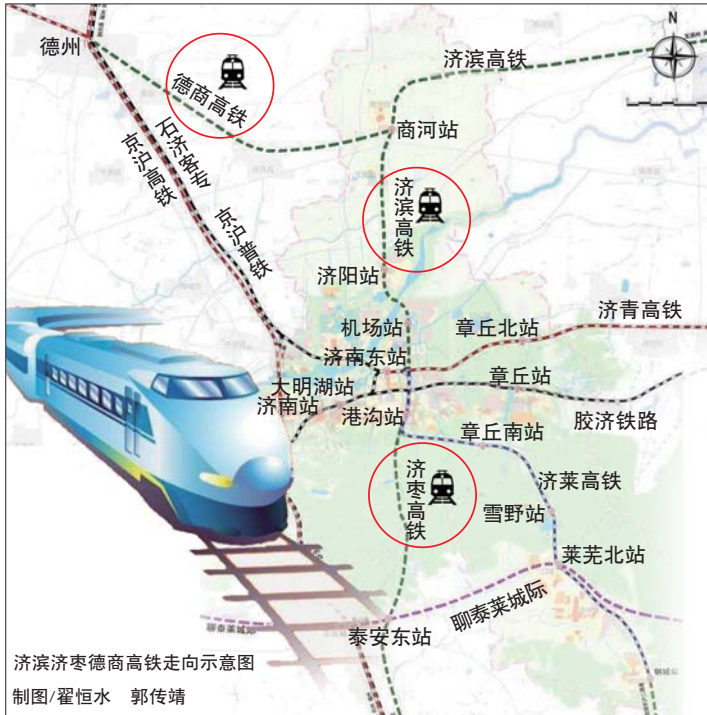 N
德州
济滨高铁
德商高铁
商河站
石济客专
京沪高铁
济滨高铁
京沪普铁
济阳站
济青高铁
机场站
章丘北站
济南东站
大明湖站
章丘站
济南站
港沟站
胶济铁路
章丘南站
济枣高铁
济莱高铁
雪野站
莱芜北站
聊泰莱城际
泰安东站
济滨济枣德商高铁走向示意图
制图/翟恒水 郭传靖